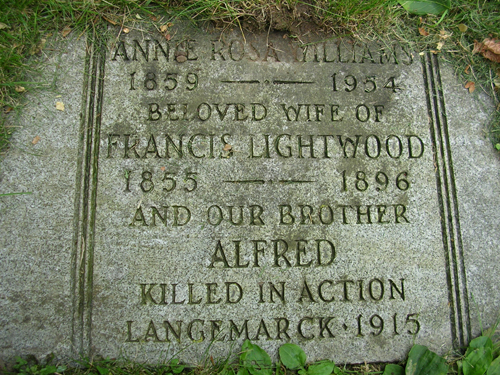 ANNIE ROSA WILLIAMS
1859 — 1954
BELOVED WIFE OF
FRANCIS LIGHTWOOD
1855 — 1896
AND OUR BROTHER
ALFRED
KILLED IN ACTION
LANGEMARCK · 1915